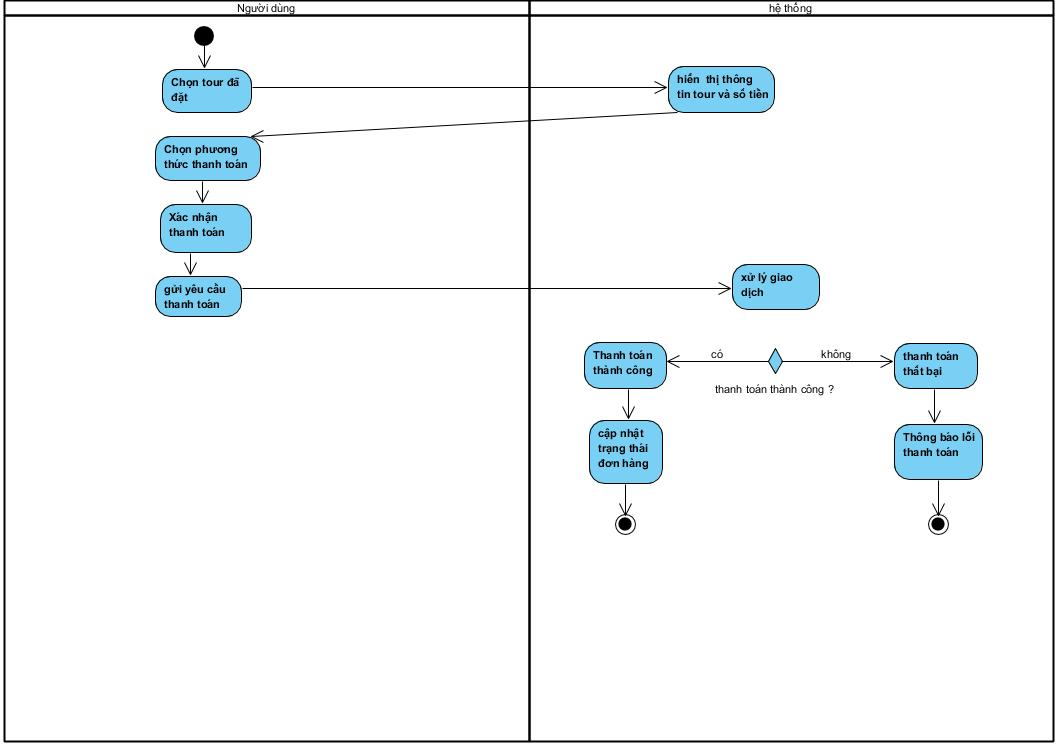 Người dùng
hệ thống
Chọn tour đã
đặt
hiển thị thông
tin tour và số tiền
Chọn phương
thức thanh toán
Xác nhận
thanh toán
gửi yêu cầu
thanh toán
xử lý giao
dịch
Thanh toán
thành công
có
không
thanh toán
thất bại
thanh toán thành công ?
cập nhật
trạng thái
đơn hàng
Thông báo lỗi
thanh toán